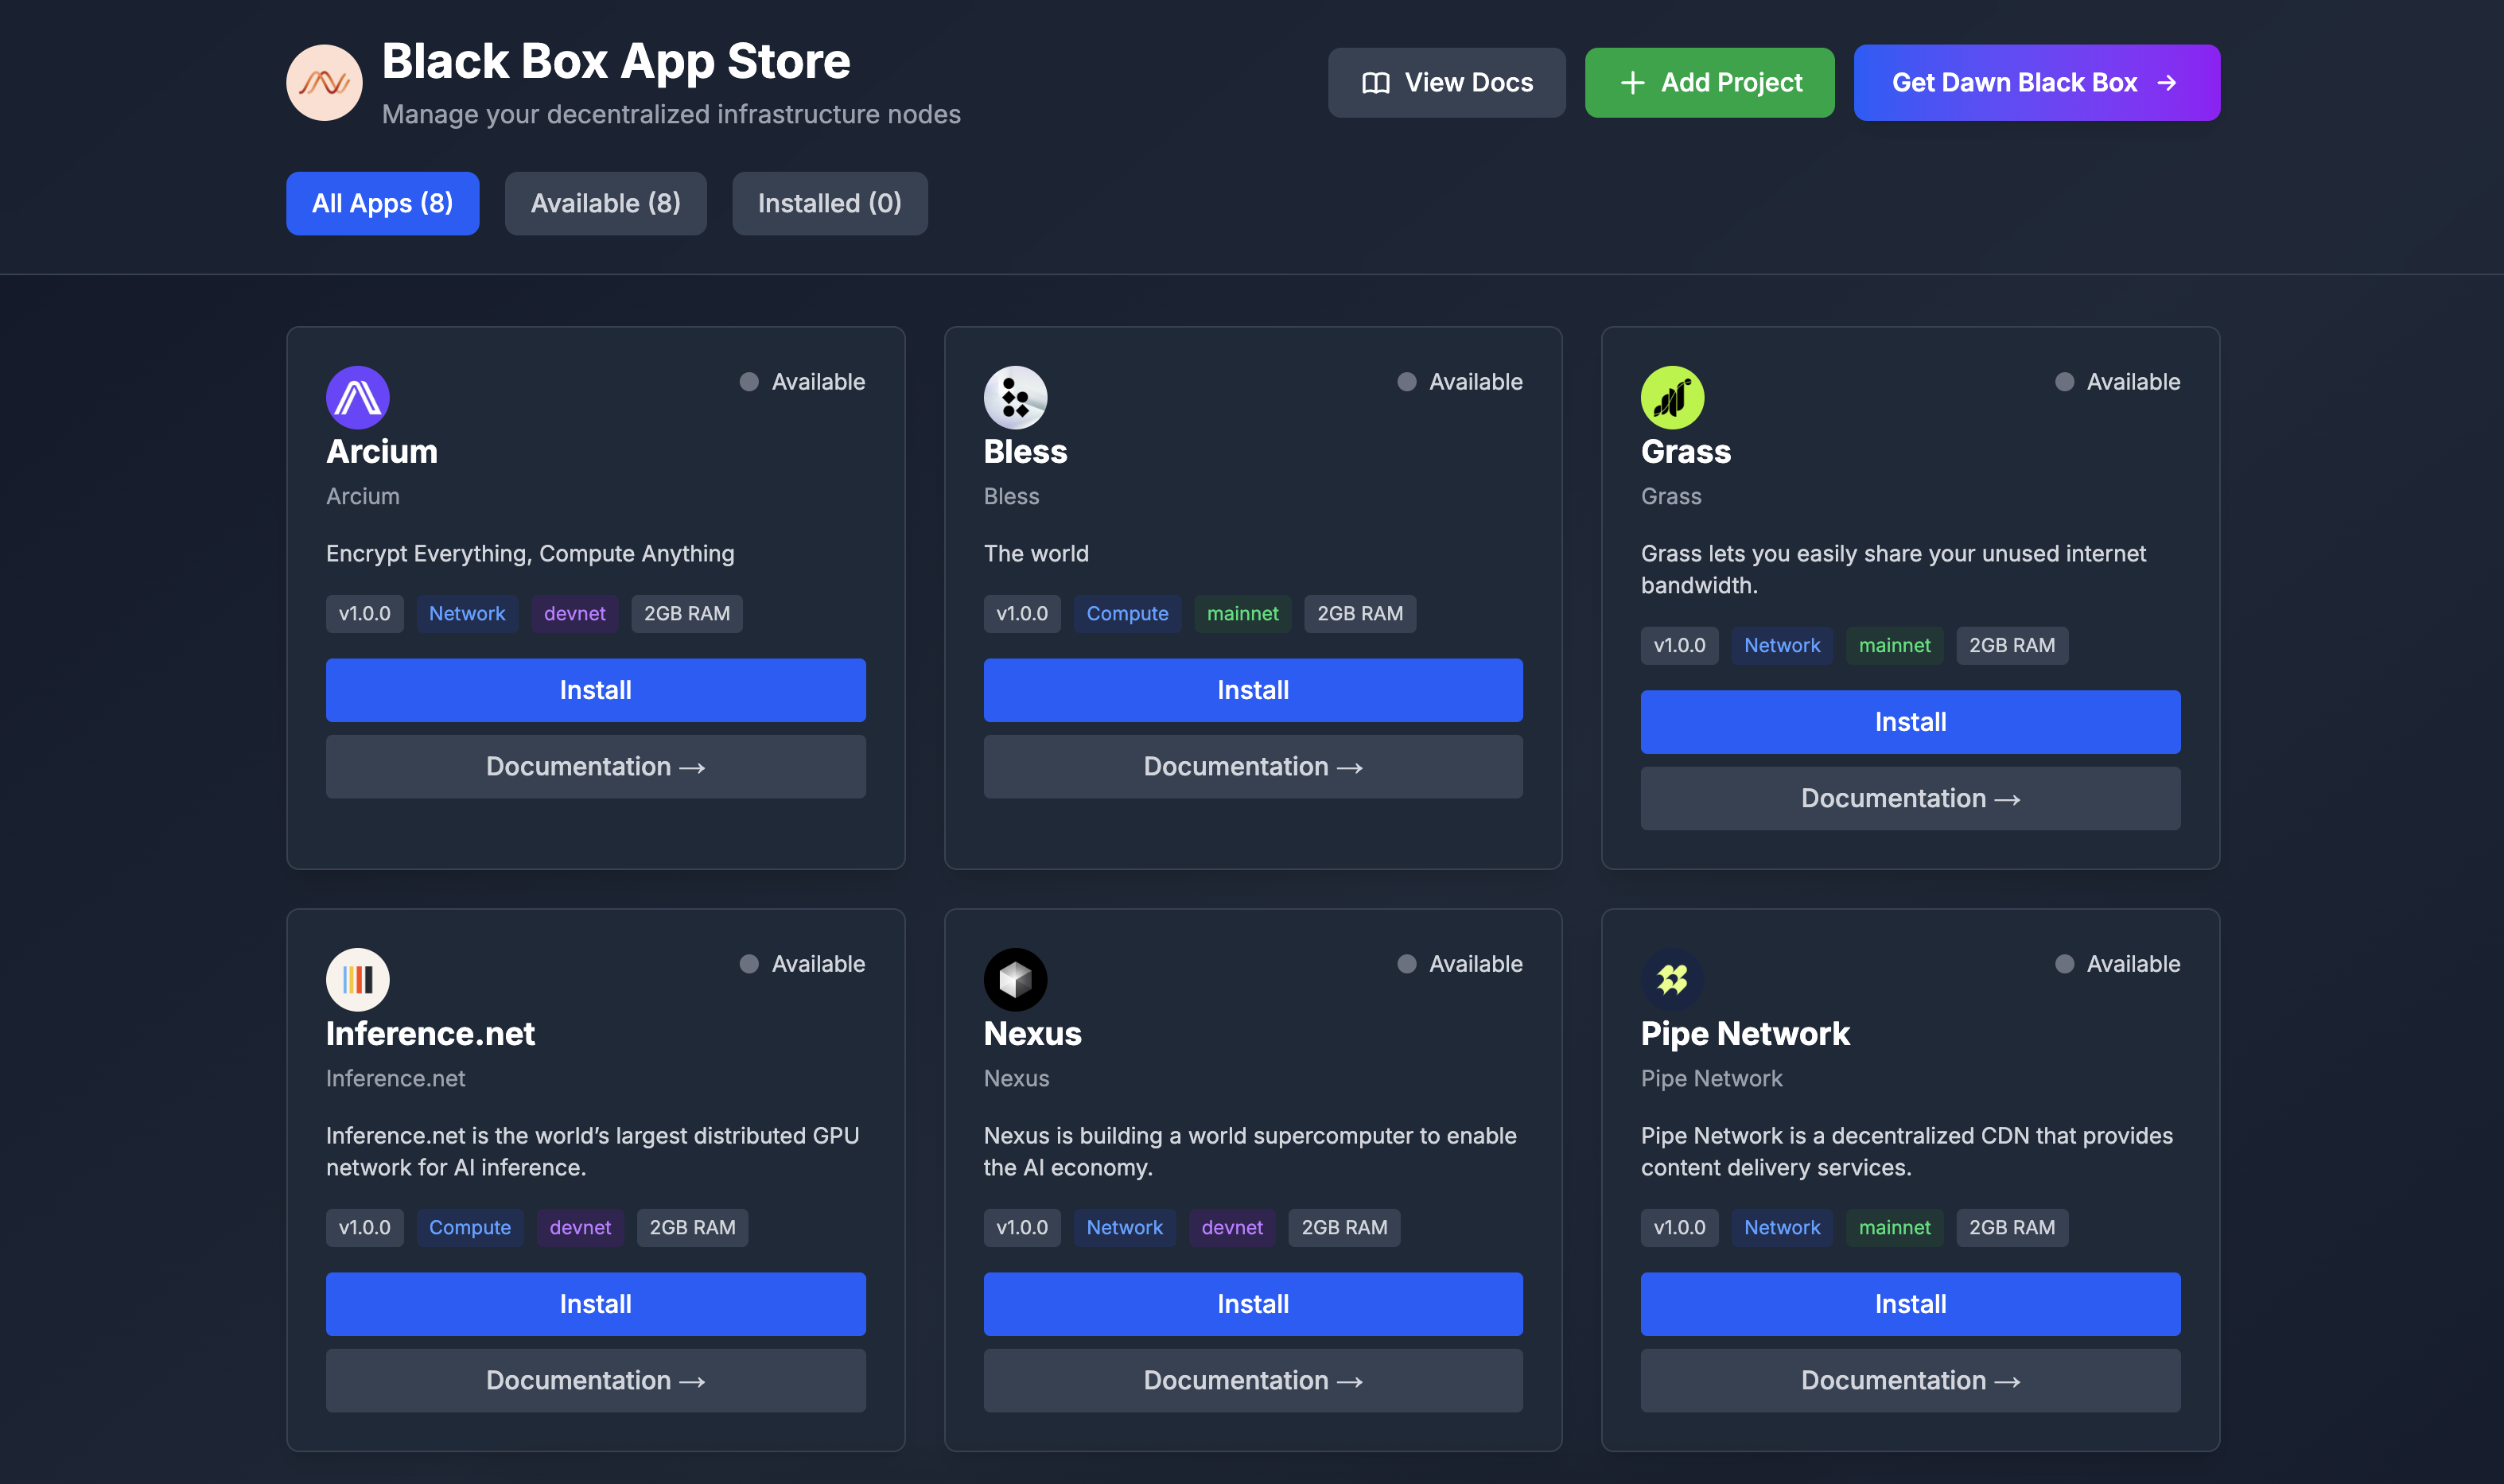 Black Box App Store
Manage your decentralized infrastructure nodes
View Docs
+ Add Project
Get Dawn Black Box →
All Apps (8)
Available (8)
Installed (0)
Available
Arcium
Arcium
Encrypt Everything, Compute Anything
v1.0.0 Network devnet 2GB RAM
Install
Documentation →
Available
Bless
Bless
The world
v1.0.0 Compute mainnet 2GB RAM
Install
Documentation →
Available
Grass
Grass
Grass lets you easily share your unused internet
bandwidth.
v1.0.0 Network mainnet 2GB RAM
Install
Documentation →
Available
Inference.net
Inference.net
Inference.net is the world’s largest distributed GPU
network for AI inference.
v1.0.0 Compute devnet 2GB RAM
Install
Documentation →
Available
Nexus
Nexus
Nexus is building a world supercomputer to enable
the AI economy.
v1.0.0 Network devnet 2GB RAM
Install
Documentation →
Available
Pipe Network
Pipe Network
Pipe Network is a decentralized CDN that provides
content delivery services.
v1.0.0 Network mainnet 2GB RAM
Install
Documentation →